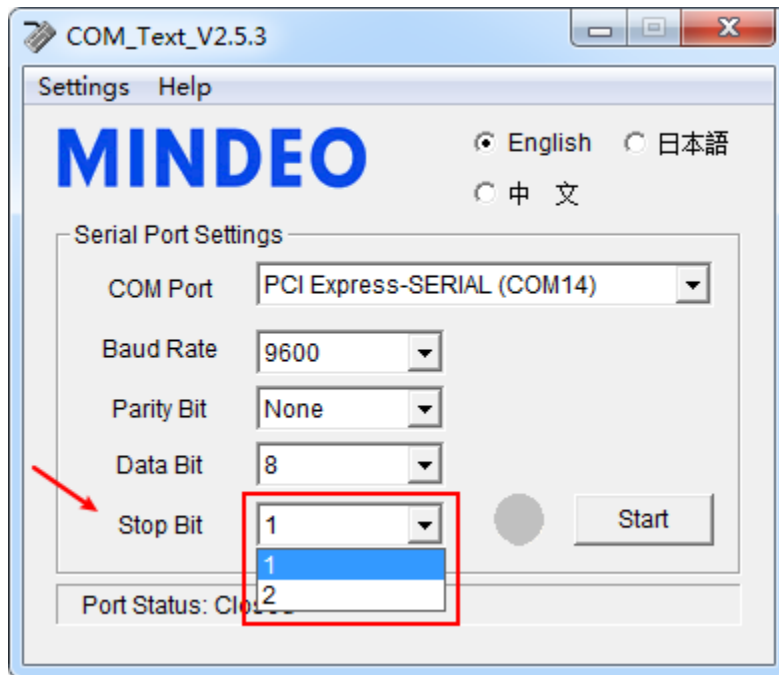 COM_Text_V2.5.3
Settings Help
MINDEO
English 日本語
中 文
Serial Port Settings
COM Port PCI Express-SERIAL (COM14)
Baud Rate 9600
Parity Bit None
Data Bit 8
Stop Bit 1
Start
1
2
Port Status: